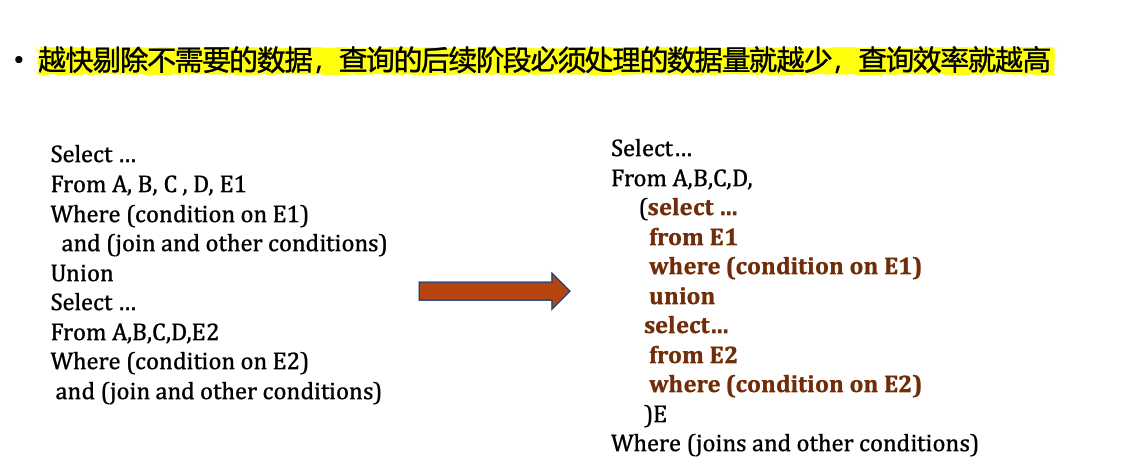 • 越快剔除不需要的数据，查询的后续阶段必须处理的数据量就越少，查询效率就越高
Select …
From A, B, C , D, E1
Where (condition on E1)
and (join and other conditions)
Union
Select …
From A,B,C,D,E2
Where (condition on E2)
and (join and other conditions)
Select…
From A,B,C,D,
(select …
from E1
where (condition on E1)
union
select…
from E2
where (condition on E2)
)E
Where (joins and other conditions)